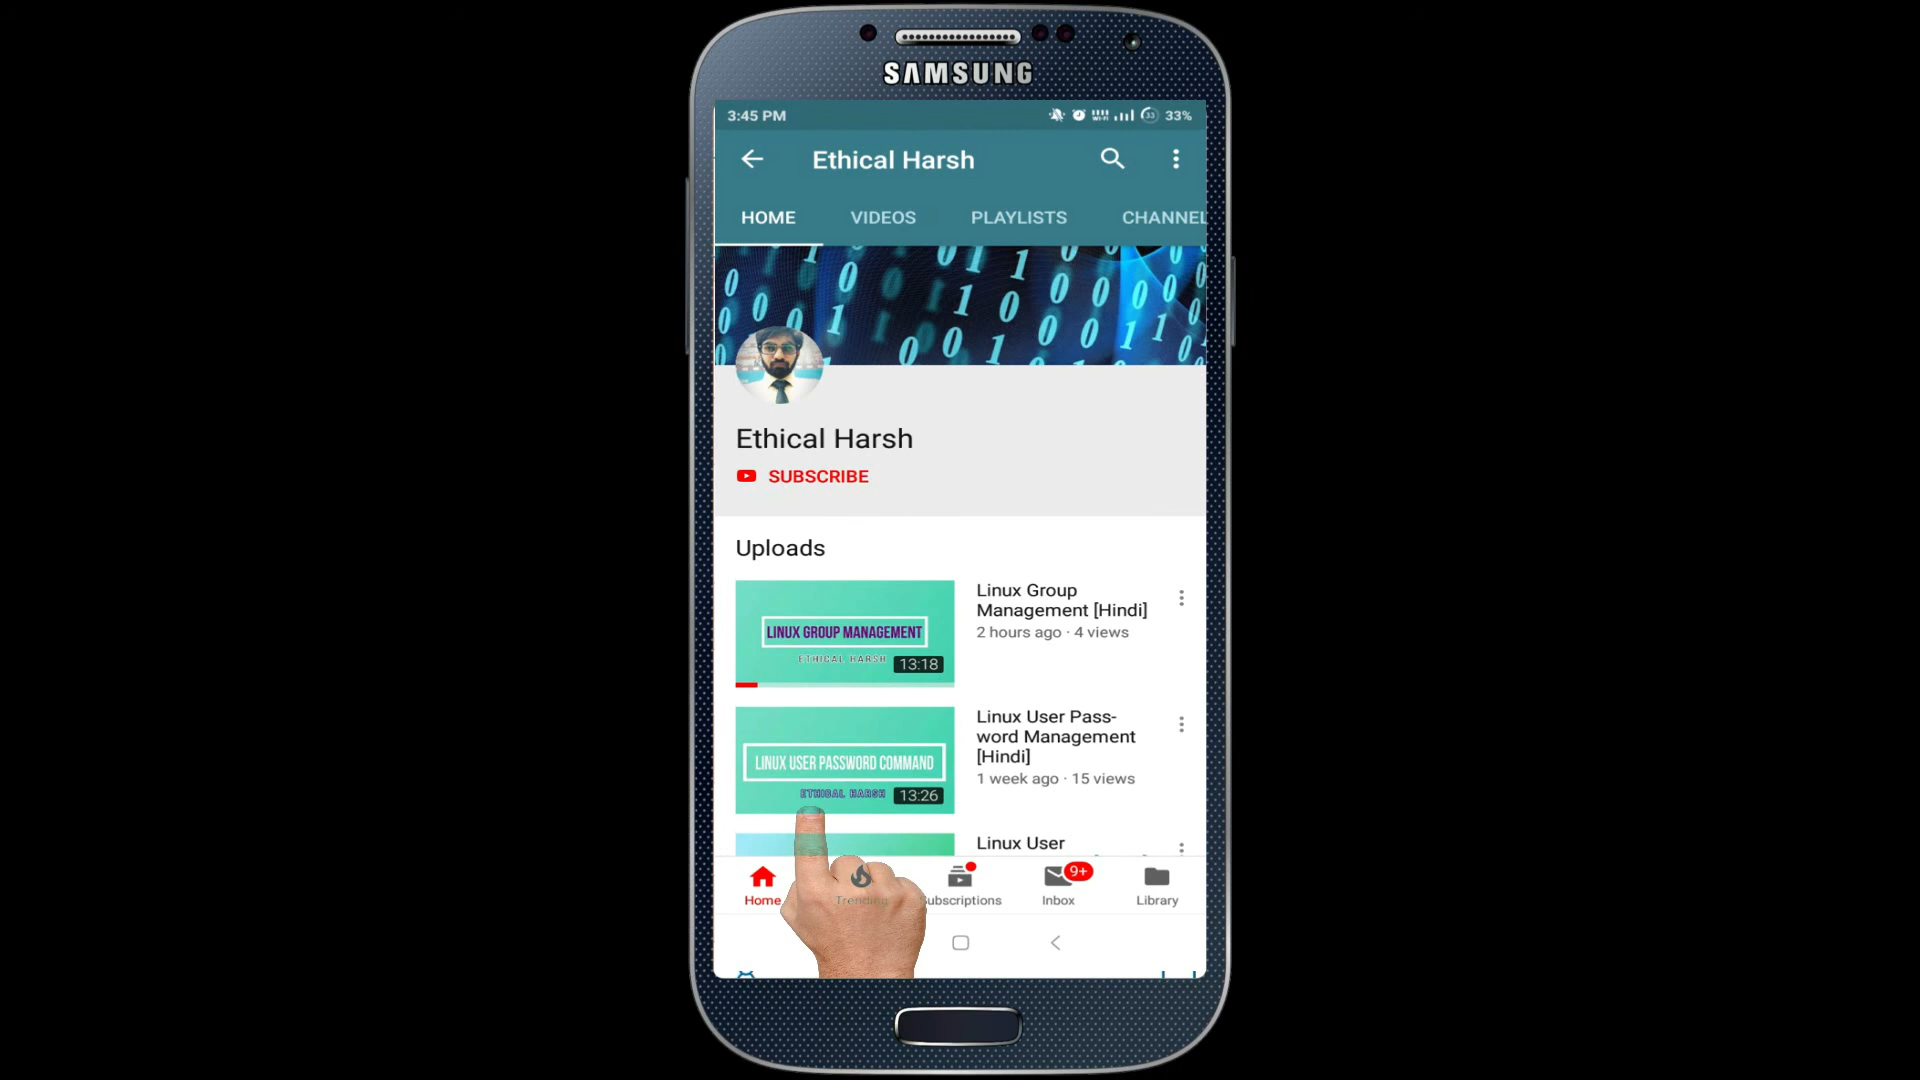 SAMSUNG
3:45 PM
33 33%
Ethical Harsh
HOME VIDEOS PLAYLISTS CHANNEL
Ethical Harsh
SUBSCRIBE
Uploads
LINUX GROUP MANAGEMENT
ETHICAL HARSH
13:18
Linux Group
Management [Hindi]
2 hours ago · 4 views
LINUX USER PASSWORD COMMAND
ETHICAL HARSH
13:26
Linux User Pass-
word Management
[Hindi]
1 week ago · 15 views
Linux User
9+
Home Trending Subscriptions Inbox Library